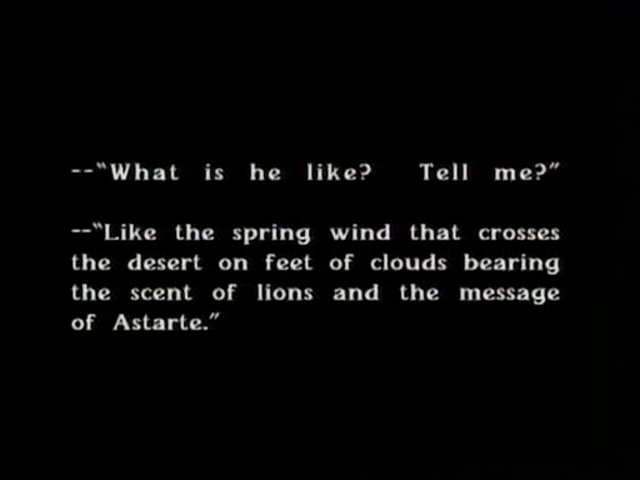 --"What is he like? Tell me?"
--"Like the spring wind that crosses
the desert on feet of clouds bearing
the scent of lions and the message
of Astarte."